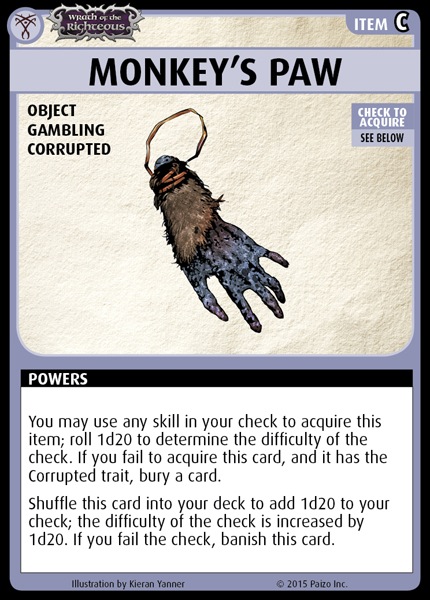 Wrath of the
Righteous
ITEM C
MONKEY'S PAW
OBJECT
GAMBLING
CORRUPTED
CHECK TO
ACQUIRE
SEE BELOW
POWERS
You may use any skill in your check to acquire this
item; roll 1d20 to determine the difficulty of the
check. If you fail to acquire this card, and it has the
Corrupted trait, bury a card.
Shuffle this card into your deck to add 1d20 to your
check; the difficulty of the check is increased by
1d20. If you fail the check, banish this card.
Illustration by Kieran Yanner
© 2015 Paizo Inc.